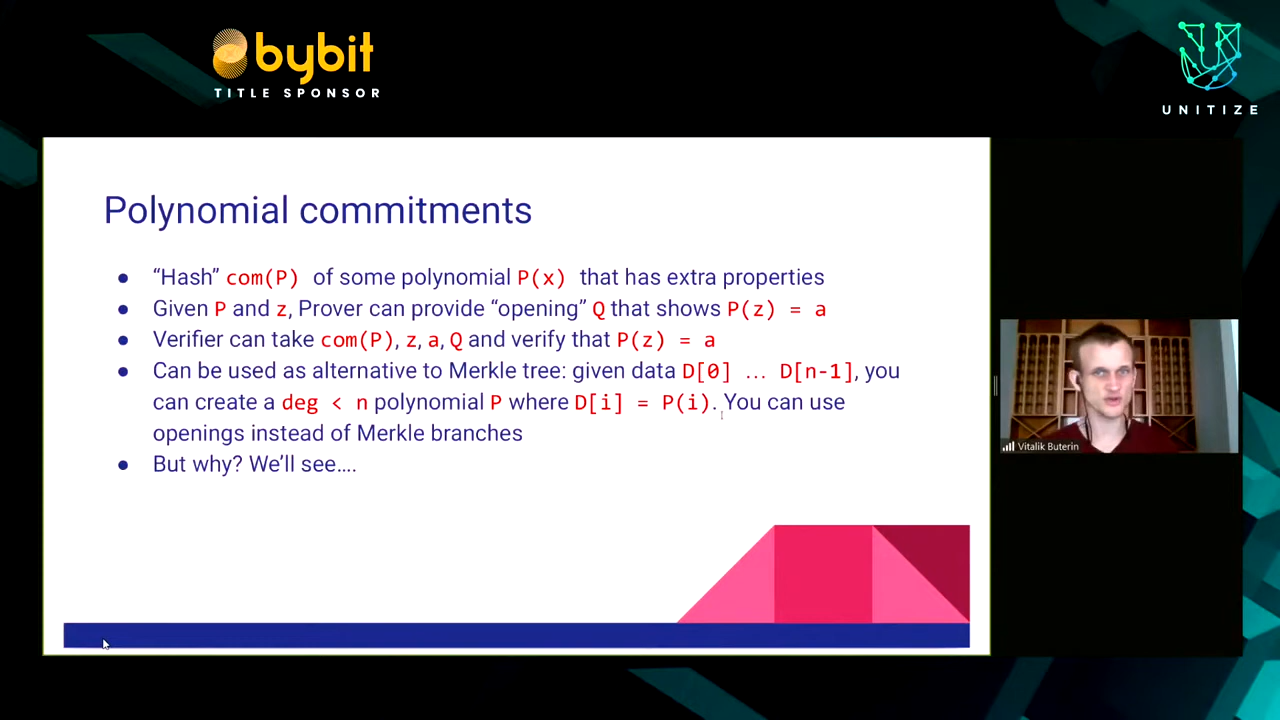 bybit
TITLE SPONSOR
UNITIZE
Polynomial commitments
● “Hash” com(P) of some polynomial P(x) that has extra properties
● Given P and z, Prover can provide “opening” Q that shows P(z) = a
● Verifier can take com(P), z, a, Q and verify that P(z) = a
● Can be used as alternative to Merkle tree: given data D[0] … D[n-1], you
can create a deg < n polynomial P where D[i] = P(i). You can use
openings instead of Merkle branches
● But why? We’ll see….
Vitalik Buterin